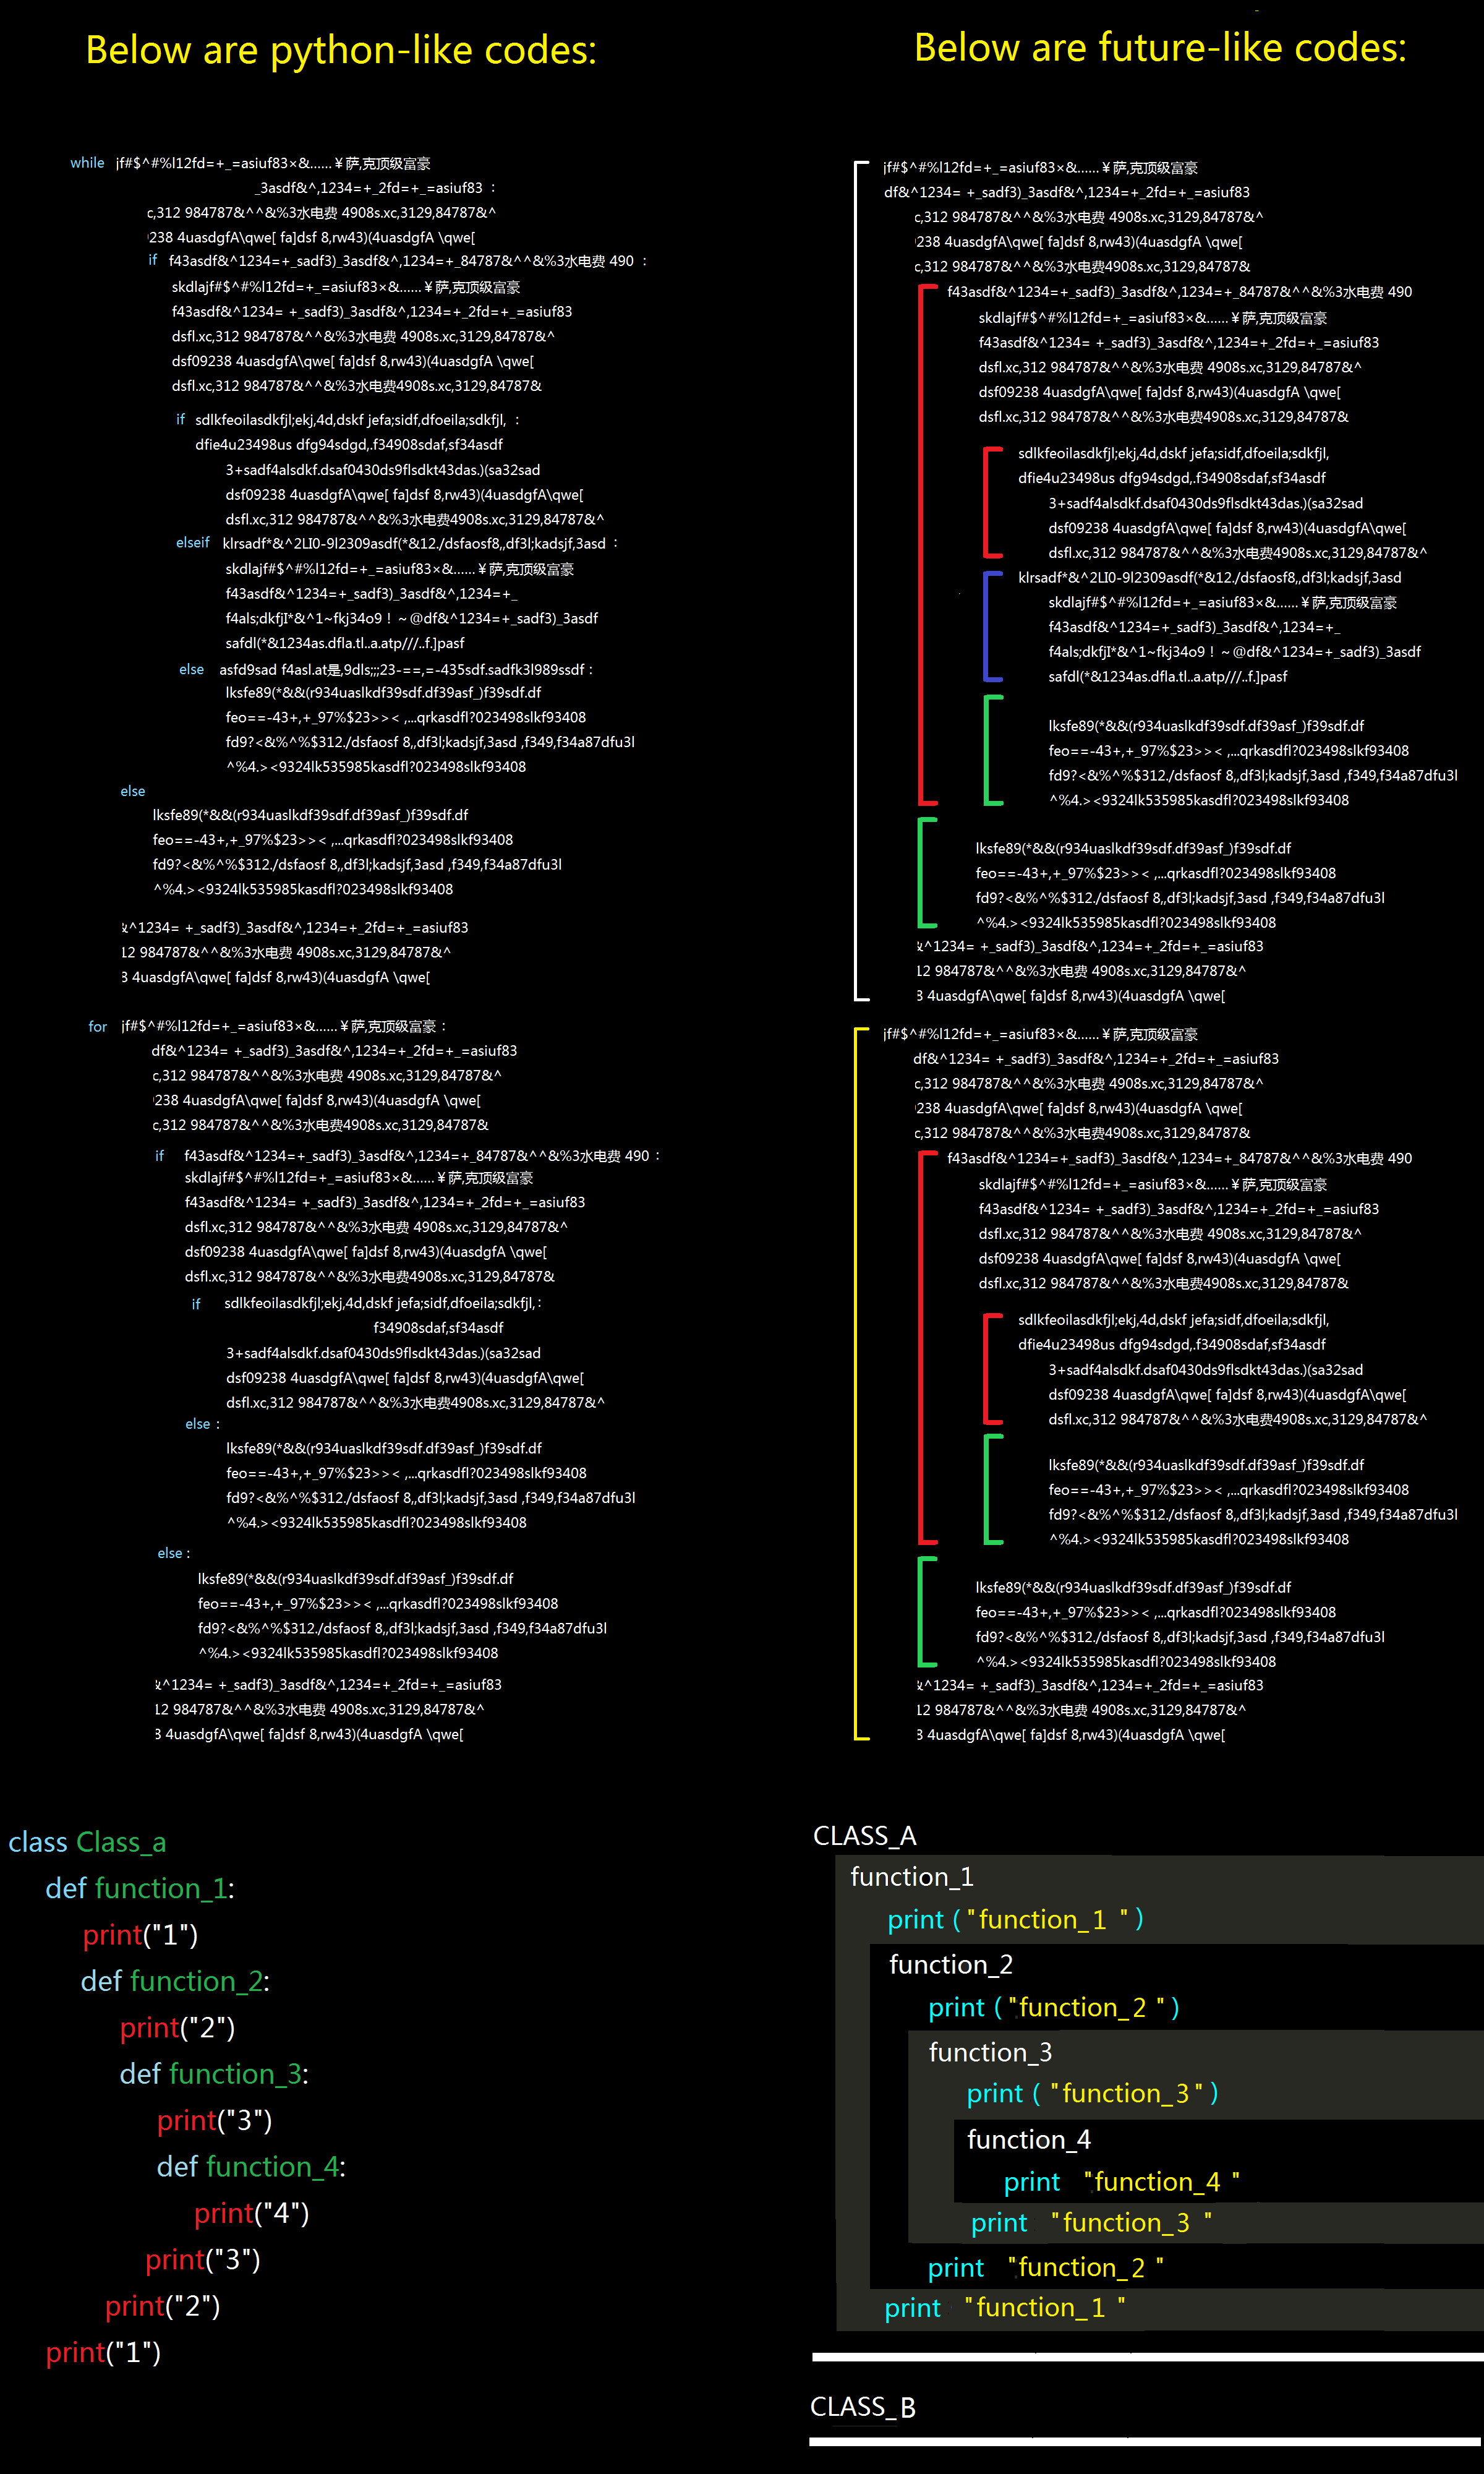 Below are python-like codes:
while jf#$^#%l12fd=+_=asiuf83×&......￥萨,克顶级富豪
_3asdf&^,1234=+_2fd=+_=asiuf83 :
c,312 984787&^^&%3水电费 4908s.xc,3129,84787&^
238 4uasdgfA\qwe[ fa]dsf 8,rw43)(4uasdgfA \qwe[
if f43asdf&^1234=+_sadf3)_3asdf&^,1234=+_84787&^^&%3水电费 490 :
skdlajf#$^#%l12fd=+_=asiuf83×&......￥萨,克顶级富豪
f43asdf&^1234= +_sadf3)_3asdf&^,1234=+_2fd=+_=asiuf83
dsfl.xc,312 984787&^^&%3水电费 4908s.xc,3129,84787&^
dsf09238 4uasdgfA\qwe[ fa]dsf 8,rw43)(4uasdgfA \qwe[
dsfl.xc,312 984787&^^&%3水电费4908s.xc,3129,84787&
if sdlkfeoilasdkfjl;ekj,4d,dskf jefa;sidf,dfoeila;sdkfjl, :
dfie4u23498us dfg94sdgd,.f34908sdaf,sf34asdf
3+sadf4alsdkf.dsaf0430ds9flsdkt43das.)(sa32sad
dsf09238 4uasdgfA\qwe[ fa]dsf 8,rw43)(4uasdgfA\qwe[
dsfl.xc,312 984787&^^&%3水电费4908s.xc,3129,84787&^
elseif klrsadf*&^2LI0-9l2309asdf(*&12./dsfaosf8,,df3l;kadsjf,3asd :
skdlajf#$^#%l12fd=+_=asiuf83×&......￥萨,克顶级富豪
f43asdf&^1234=+_sadf3)_3asdf&^,1234=+_
f4als;dkfjI*&^1~fkj34o9！~@df&^1234=+_sadf3)_3asdf
safdl(*&1234as.dfla.tl..a.atp///..f.]pasf
else asfd9sad f4asl.at是,9dls;;;23-==,=-435sdf.sadfk3l989ssdf :
lksfe89(*&&(r934uaslkdf39sdf.df39asf_)f39sdf.df
feo==-43+,+_97%$23>>< ,...qrkasdfl?023498slkf93408
fd9?<&%^%$312./dsfaosf 8,,df3l;kadsjf,3asd ,f349,f34a87dfu3l
^%4.><9324lk535985kasdfl?023498slkf93408
else
lksfe89(*&&(r934uaslkdf39sdf.df39asf_)f39sdf.df
feo==-43+,+_97%$23>>< ,...qrkasdfl?023498slkf93408
fd9?<&%^%$312./dsfaosf 8,,df3l;kadsjf,3asd ,f349,f34a87dfu3l
^%4.><9324lk535985kasdfl?023498slkf93408
&^1234= +_sadf3)_3asdf&^,1234=+_2fd=+_=asiuf83
12 984787&^^&%3水电费 4908s.xc,3129,84787&^
8 4uasdgfA\qwe[ fa]dsf 8,rw43)(4uasdgfA \qwe[
for jf#$^#%l12fd=+_=asiuf83×&......￥萨,克顶级富豪 :
df&^1234= +_sadf3)_3asdf&^,1234=+_2fd=+_=asiuf83
c,312 984787&^^&%3水电费 4908s.xc,3129,84787&^
238 4uasdgfA\qwe[ fa]dsf 8,rw43)(4uasdgfA \qwe[
c,312 984787&^^&%3水电费4908s.xc,3129,84787&
if f43asdf&^1234=+_sadf3)_3asdf&^,1234=+_84787&^^&%3水电费 490 :
skdlajf#$^#%l12fd=+_=asiuf83×&......￥萨,克顶级富豪
f43asdf&^1234= +_sadf3)_3asdf&^,1234=+_2fd=+_=asiuf83
dsfl.xc,312 984787&^^&%3水电费 4908s.xc,3129,84787&^
dsf09238 4uasdgfA\qwe[ fa]dsf 8,rw43)(4uasdgfA \qwe[
dsfl.xc,312 984787&^^&%3水电费4908s.xc,3129,84787&
if sdlkfeoilasdkfjl;ekj,4d,dskf jefa;sidf,dfoeila;sdkfjl, :
f34908sdaf,sf34asdf
3+sadf4alsdkf.dsaf0430ds9flsdkt43das.)(sa32sad
dsf09238 4uasdgfA\qwe[ fa]dsf 8,rw43)(4uasdgfA\qwe[
dsfl.xc,312 984787&^^&%3水电费4908s.xc,3129,84787&^
else :
lksfe89(*&&(r934uaslkdf39sdf.df39asf_)f39sdf.df
feo==-43+,+_97%$23>>< ,...qrkasdfl?023498slkf93408
fd9?<&%^%$312./dsfaosf 8,,df3l;kadsjf,3asd ,f349,f34a87dfu3l
^%4.><9324lk535985kasdfl?023498slkf93408
else :
lksfe89(*&&(r934uaslkdf39sdf.df39asf_)f39sdf.df
feo==-43+,+_97%$23>>< ,...qrkasdfl?023498slkf93408
fd9?<&%^%$312./dsfaosf 8,,df3l;kadsjf,3asd ,f349,f34a87dfu3l
^%4.><9324lk535985kasdfl?023498slkf93408
&^1234= +_sadf3)_3asdf&^,1234=+_2fd=+_=asiuf83
12 984787&^^&%3水电费 4908s.xc,3129,84787&^
8 4uasdgfA\qwe[ fa]dsf 8,rw43)(4uasdgfA \qwe[
class Class_a
def function_1:
print("1")
def function_2:
print("2")
def function_3:
print("3")
def function_4:
print("4")
print("3")
print("2")
print("1")
Below are future-like codes:
jf#$^#%l12fd=+_=asiuf83×&......￥萨,克顶级富豪
df&^1234= +_sadf3)_3asdf&^,1234=+_2fd=+_=asiuf83
c,312 984787&^^&%3水电费 4908s.xc,3129,84787&^
238 4uasdgfA\qwe[ fa]dsf 8,rw43)(4uasdgfA \qwe[
c,312 984787&^^&%3水电费4908s.xc,3129,84787&
f43asdf&^1234=+_sadf3)_3asdf&^,1234=+_84787&^^&%3水电费 490
skdlajf#$^#%l12fd=+_=asiuf83×&......￥萨,克顶级富豪
f43asdf&^1234= +_sadf3)_3asdf&^,1234=+_2fd=+_=asiuf83
dsfl.xc,312 984787&^^&%3水电费 4908s.xc,3129,84787&^
dsf09238 4uasdgfA\qwe[ fa]dsf 8,rw43)(4uasdgfA \qwe[
dsfl.xc,312 984787&^^&%3水电费4908s.xc,3129,84787&
sdlkfeoilasdkfjl;ekj,4d,dskf jefa;sidf,dfoeila;sdkfjl,
dfie4u23498us dfg94sdgd,.f34908sdaf,sf34asdf
3+sadf4alsdkf.dsaf0430ds9flsdkt43das.)(sa32sad
dsf09238 4uasdgfA\qwe[ fa]dsf 8,rw43)(4uasdgfA\qwe[
dsfl.xc,312 984787&^^&%3水电费4908s.xc,3129,84787&^
klrsadf*&^2LI0-9l2309asdf(*&12./dsfaosf8,,df3l;kadsjf,3asd
skdlajf#$^#%l12fd=+_=asiuf83×&......￥萨,克顶级富豪
f43asdf&^1234=+_sadf3)_3asdf&^,1234=+_
f4als;dkfjI*&^1~fkj34o9！~@df&^1234=+_sadf3)_3asdf
safdl(*&1234as.dfla.tl..a.atp///..f.]pasf
lksfe89(*&&(r934uaslkdf39sdf.df39asf_)f39sdf.df
feo==-43+,+_97%$23>>< ,...qrkasdfl?023498slkf93408
fd9?<&%^%$312./dsfaosf 8,,df3l;kadsjf,3asd ,f349,f34a87dfu3l
^%4.><9324lk535985kasdfl?023498slkf93408
lksfe89(*&&(r934uaslkdf39sdf.df39asf_)f39sdf.df
feo==-43+,+_97%$23>>< ,...qrkasdfl?023498slkf93408
fd9?<&%^%$312./dsfaosf 8,,df3l;kadsjf,3asd ,f349,f34a87dfu3l
^%4.><9324lk535985kasdfl?023498slkf93408
&^1234= +_sadf3)_3asdf&^,1234=+_2fd=+_=asiuf83
12 984787&^^&%3水电费 4908s.xc,3129,84787&^
8 4uasdgfA\qwe[ fa]dsf 8,rw43)(4uasdgfA \qwe[
jf#$^#%l12fd=+_=asiuf83×&......￥萨,克顶级富豪
df&^1234= +_sadf3)_3asdf&^,1234=+_2fd=+_=asiuf83
c,312 984787&^^&%3水电费 4908s.xc,3129,84787&^
238 4uasdgfA\qwe[ fa]dsf 8,rw43)(4uasdgfA \qwe[
c,312 984787&^^&%3水电费4908s.xc,3129,84787&
f43asdf&^1234=+_sadf3)_3asdf&^,1234=+_84787&^^&%3水电费 490
skdlajf#$^#%l12fd=+_=asiuf83×&......￥萨,克顶级富豪
f43asdf&^1234= +_sadf3)_3asdf&^,1234=+_2fd=+_=asiuf83
dsfl.xc,312 984787&^^&%3水电费 4908s.xc,3129,84787&^
dsf09238 4uasdgfA\qwe[ fa]dsf 8,rw43)(4uasdgfA \qwe[
dsfl.xc,312 984787&^^&%3水电费4908s.xc,3129,84787&
sdlkfeoilasdkfjl;ekj,4d,dskf jefa;sidf,dfoeila;sdkfjl,
dfie4u23498us dfg94sdgd,.f34908sdaf,sf34asdf
3+sadf4alsdkf.dsaf0430ds9flsdkt43das.)(sa32sad
dsf09238 4uasdgfA\qwe[ fa]dsf 8,rw43)(4uasdgfA\qwe[
dsfl.xc,312 984787&^^&%3水电费4908s.xc,3129,84787&^
lksfe89(*&&(r934uaslkdf39sdf.df39asf_)f39sdf.df
feo==-43+,+_97%$23>>< ,...qrkasdfl?023498slkf93408
fd9?<&%^%$312./dsfaosf 8,,df3l;kadsjf,3asd ,f349,f34a87dfu3l
^%4.><9324lk535985kasdfl?023498slkf93408
lksfe89(*&&(r934uaslkdf39sdf.df39asf_)f39sdf.df
feo==-43+,+_97%$23>>< ,...qrkasdfl?023498slkf93408
fd9?<&%^%$312./dsfaosf 8,,df3l;kadsjf,3asd ,f349,f34a87dfu3l
^%4.><9324lk535985kasdfl?023498slkf93408
&^1234= +_sadf3)_3asdf&^,1234=+_2fd=+_=asiuf83
12 984787&^^&%3水电费 4908s.xc,3129,84787&^
8 4uasdgfA\qwe[ fa]dsf 8,rw43)(4uasdgfA \qwe[
CLASS_A
function_1
print ( "function_1 " )
function_2
print ( "function_2 " )
function_3
print ( "function_3" )
function_4
print "function_4 "
print "function_3 "
print "function_2 "
print "function_1 "
CLASS_B